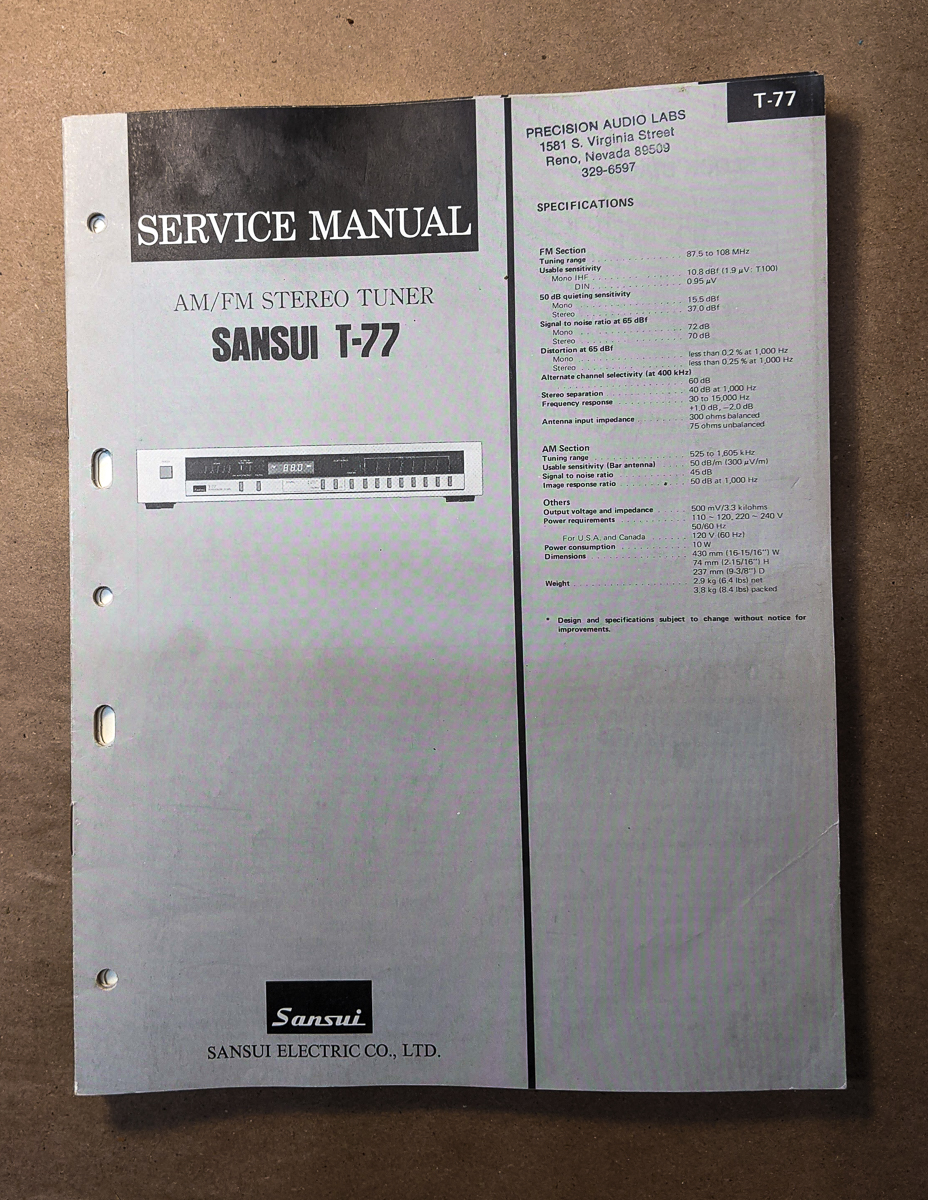 SERVICE MANUAL
AM/FM STEREO TUNER
SANSUI T-77
88.0
Sansui
SANSUI ELECTRIC CO., LTD.
T-77
PRECISION AUDIO LABS
1581 S. Virginia Street
Reno, Nevada 89509
329-6597
SPECIFICATIONS
FM Section
Tuning range 87.5 to 108 MHz
Usable sensitivity
Mono IHF 10.8 dBf (1.9 µV: T100)
DIN 0.95 µV
50 dB quieting sensitivity
Mono 15.5 dBf
Stereo 37.0 dBf
Signal to noise ratio at 65 dBf
Mono 72 dB
Stereo 70 dB
Distortion at 65 dBf
Mono less than 0.2 % at 1,000 Hz
Stereo less than 0.25 % at 1,000 Hz
Alternate channel selectivity (at 400 kHz)
60 dB
Stereo separation 40 dB at 1,000 Hz
Frequency response 30 to 15,000 Hz
+1.0 dB, −2.0 dB
Antenna input impedance 300 ohms balanced
75 ohms unbalanced
AM Section
Tuning range 525 to 1,605 kHz
Usable sensitivity (Bar antenna) 50 dB/m (300 µV/m)
Signal to noise ratio 45 dB
Image response ratio 50 dB at 1,000 Hz
Others
Output voltage and impedance 500 mV/3.3 kilohms
Power requirements 110 ~ 120, 220 ~ 240 V
50/60 Hz
For U.S.A. and Canada 120 V (60 Hz)
Power consumption 10 W
Dimensions 430 mm (16-15/16") W
74 mm (2-15/16") H
237 mm (9-3/8") D
Weight 2.9 kg (6.4 lbs) net
3.8 kg (8.4 lbs) packed
* Design and specifications subject to change without notice for
improvements.